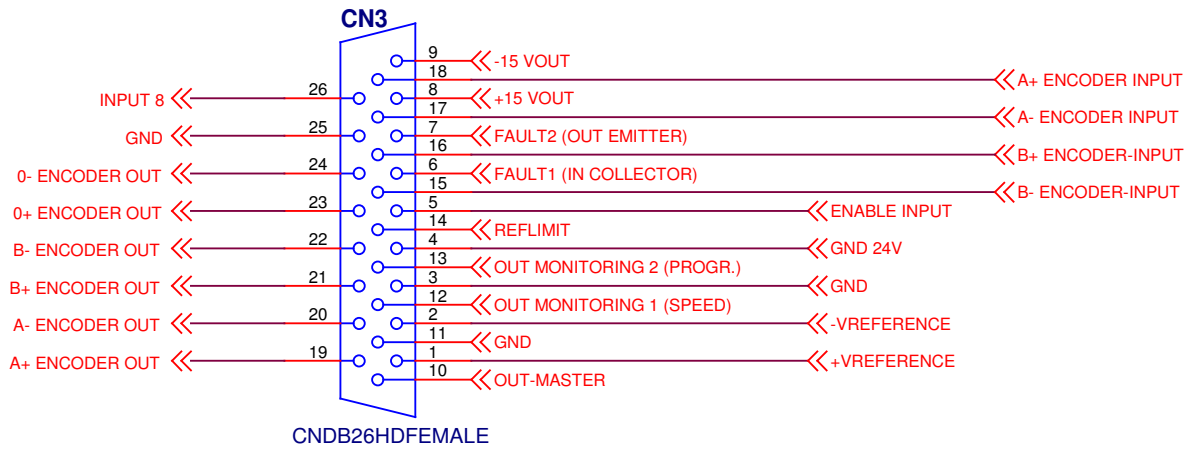 CN3
9 -15 VOUT
18 A+ ENCODER INPUT
INPUT 8 26 8 +15 VOUT
17 A- ENCODER INPUT
GND 25 7 FAULT2 (OUT EMITTER)
16 B+ ENCODER-INPUT
0- ENCODER OUT 24 6 FAULT1 (IN COLLECTOR)
15 B- ENCODER-INPUT
0+ ENCODER OUT 23 5 ENABLE INPUT
14 REFLIMIT
B- ENCODER OUT 22 4 GND 24V
13 OUT MONITORING 2 (PROGR.)
B+ ENCODER OUT 21 3 GND
12 OUT MONITORING 1 (SPEED)
A- ENCODER OUT 20 2 -VREFERENCE
11 GND
A+ ENCODER OUT 19 1 +VREFERENCE
10 OUT-MASTER
CNDB26HDFEMALE